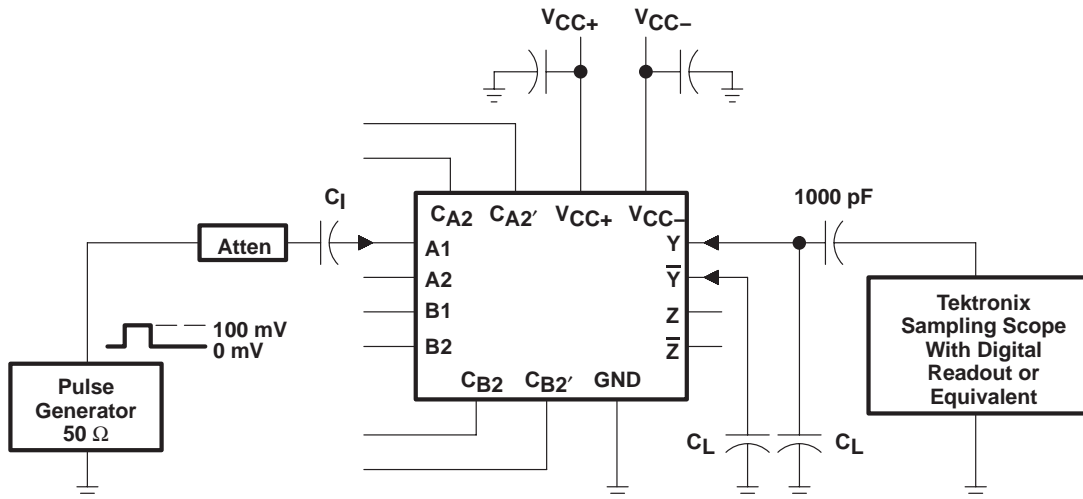 VCC+
VCC−
CI
1000 pF
CA2
CA2′
VCC+
VCC−
Atten
A1
Y
A2
Y̅
B1
Z
B2
Z̅
100 mV
0 mV
Tektronix
Sampling Scope
With Digital
Readout or
Equivalent
CB2
CB2′
GND
Pulse
Generator
50 Ω
CL
CL